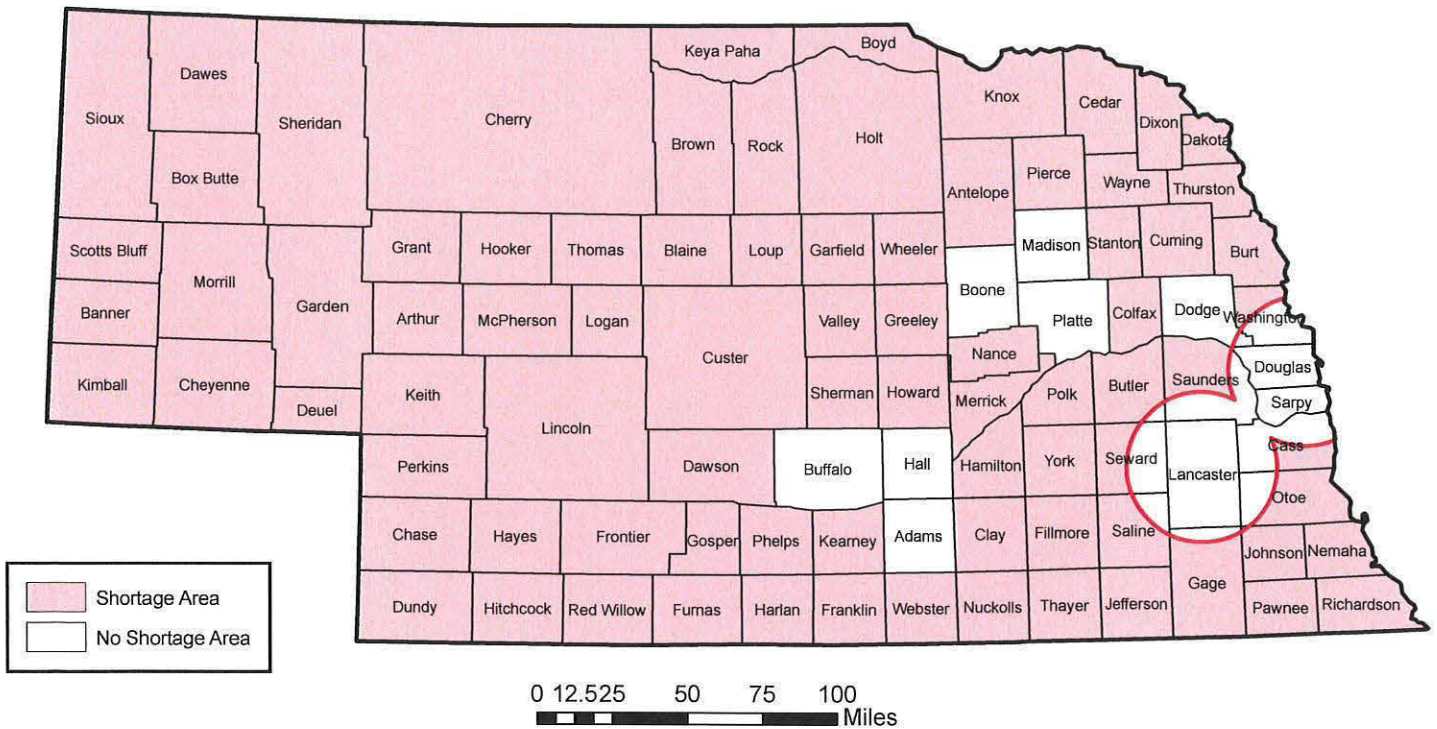 Keya Paha
Boyd
Dawes
Knox
Cedar
Sioux
Sheridan
Cherry
Dixon
Brown
Rock
Holt
Dakota
Box Butte
Pierce
Wayne
Antelope
Thurston
Scotts Bluff
Grant
Hooker
Thomas
Blaine
Loup
Garfield
Wheeler
Madison
Stanton
Cuming
Burt
Morrill
Boone
Garden
Banner
Arthur
McPherson
Logan
Valley
Greeley
Platte
Colfax
Dodge
Washington
Custer
Nance
Kimball
Cheyenne
Keith
Sherman
Howard
Merrick
Polk
Butler
Saunders
Douglas
Deuel
Sarpy
Lincoln
Perkins
Dawson
Buffalo
Hall
Hamilton
York
Seward
Lancaster
Cass
Otoe
Chase
Hayes
Frontier
Gosper
Phelps
Kearney
Adams
Clay
Fillmore
Saline
Johnson
Nemaha
Gage
Dundy
Hitchcock
Red Willow
Furnas
Harlan
Franklin
Webster
Nuckolls
Thayer
Jefferson
Pawnee
Richardson
Shortage Area
No Shortage Area
0 12.525 50 75 100
Miles